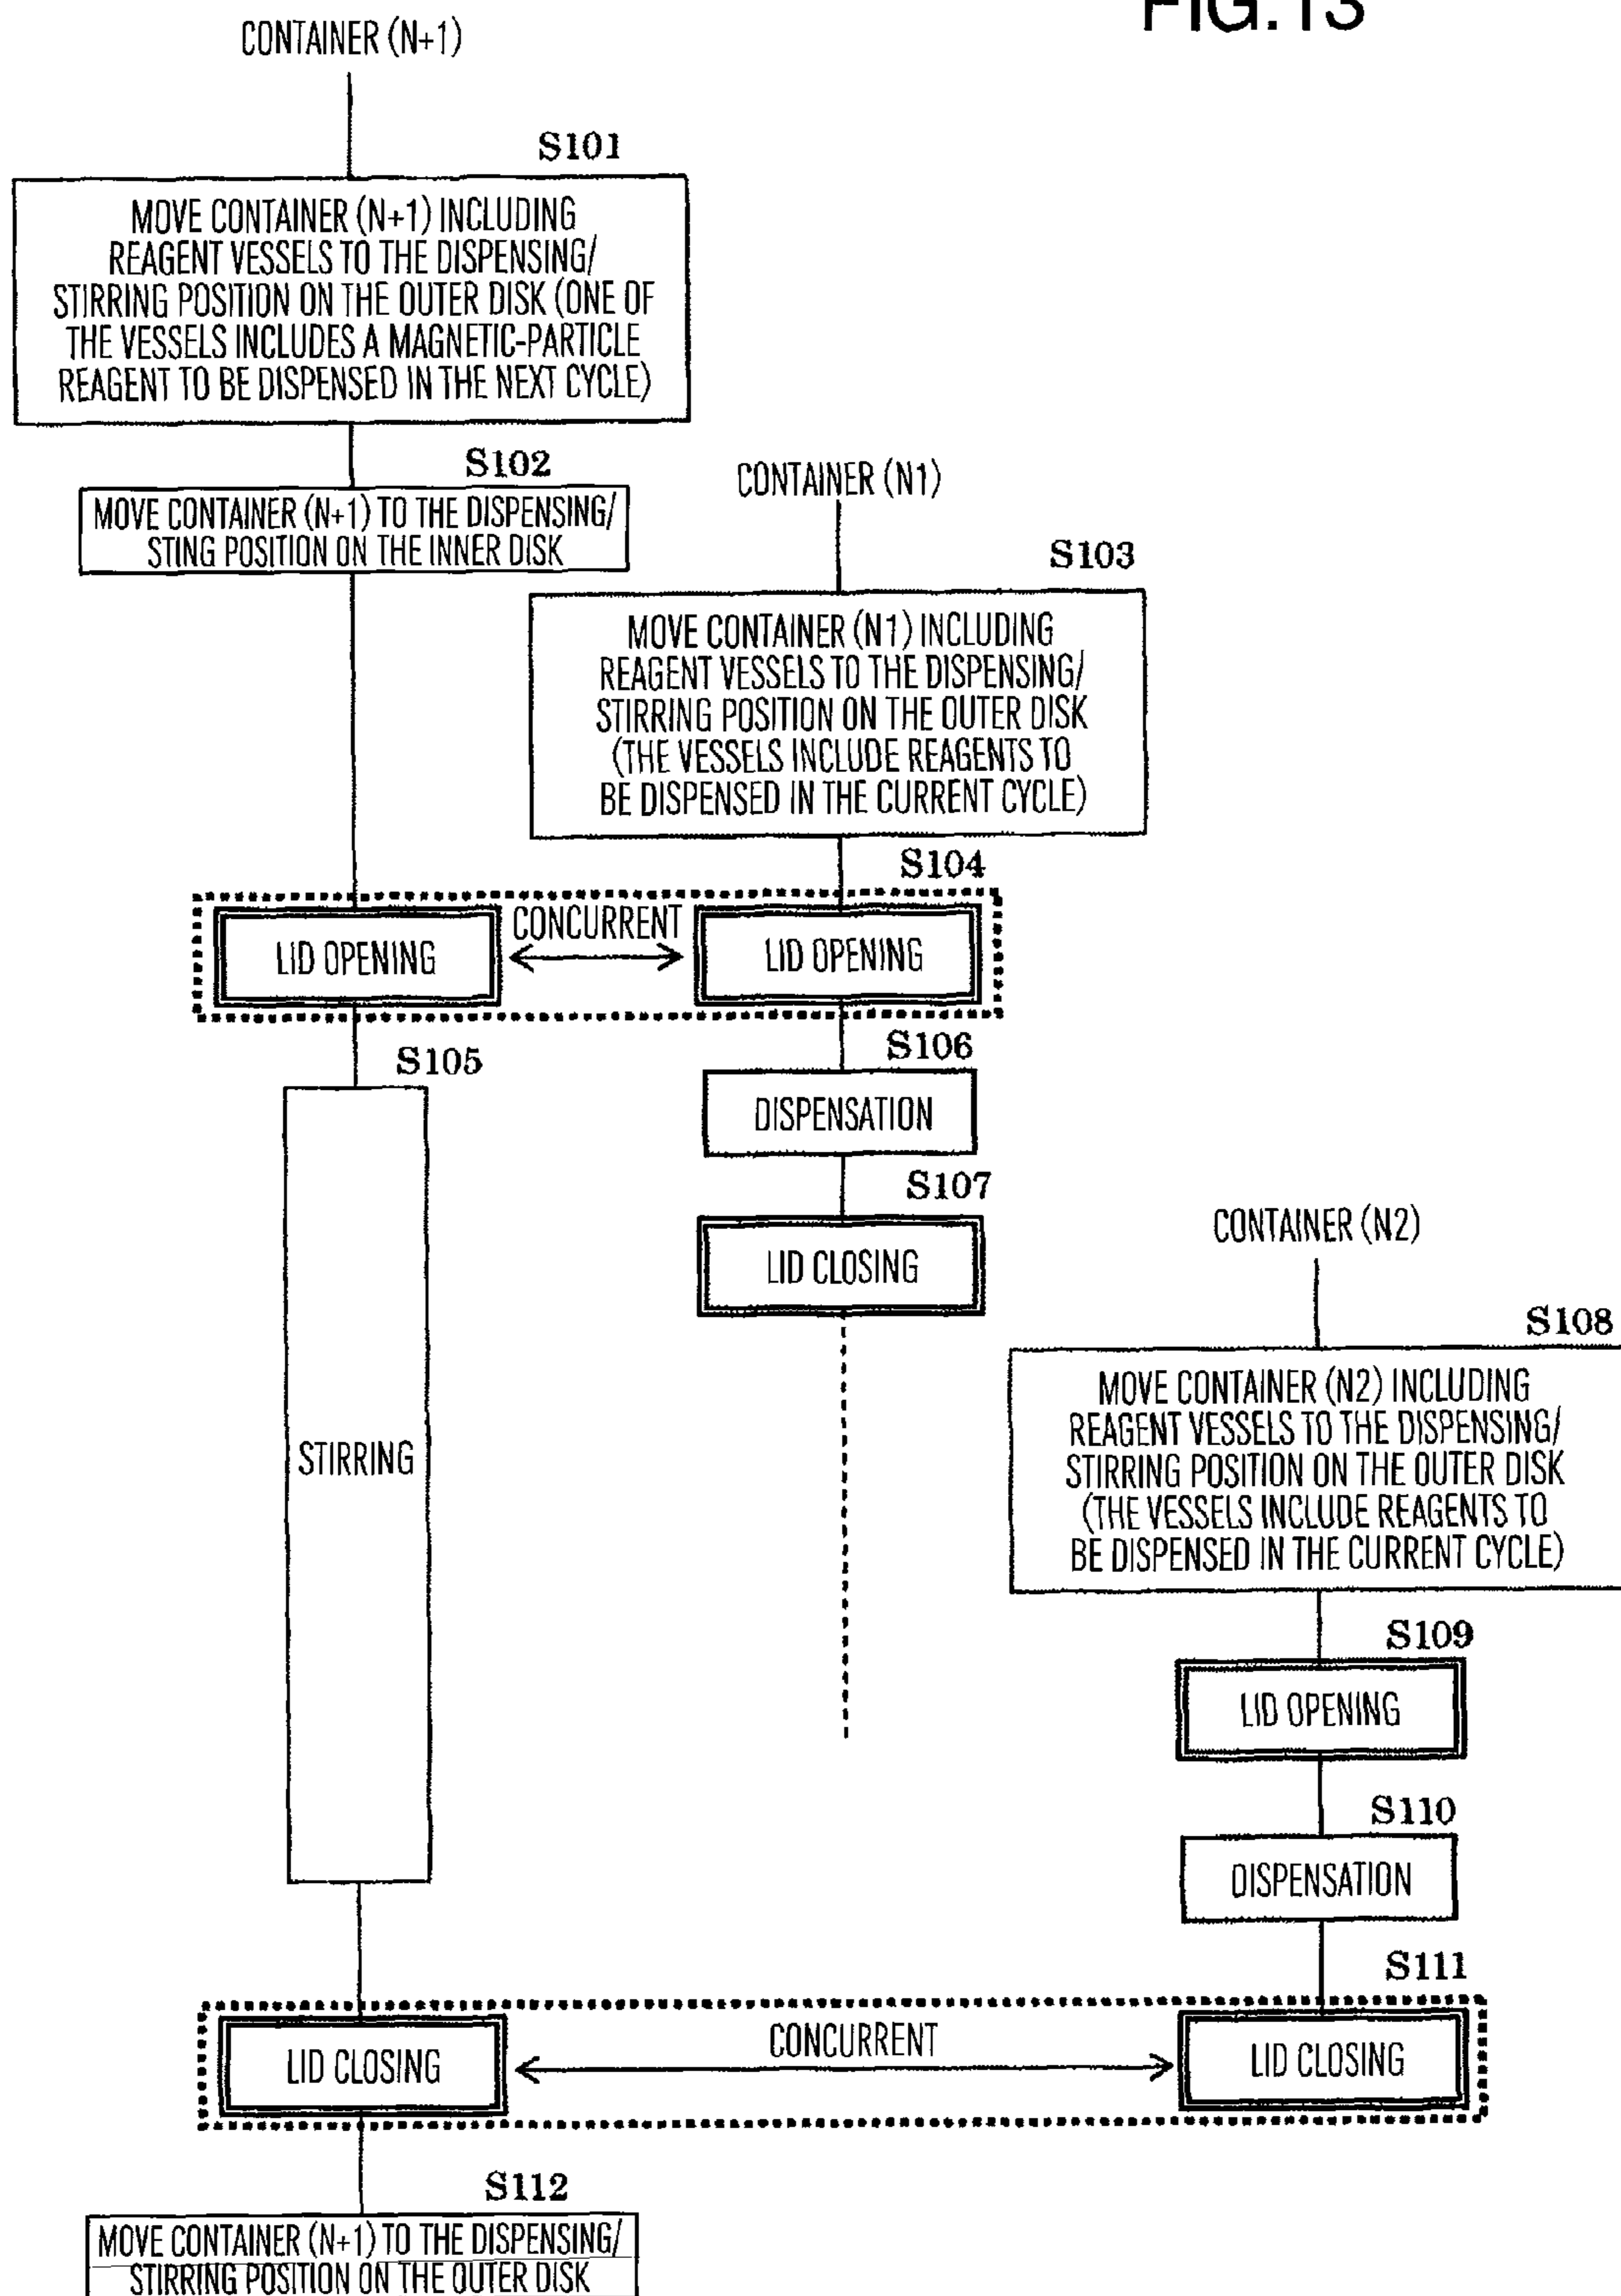 FIG.13
CONTAINER (N+1)
S101
MOVE CONTAINER (N+1) INCLUDING
REAGENT VESSELS TO THE DISPENSING/
STIRRING POSITION ON THE OUTER DISK (ONE OF
THE VESSELS INCLUDES A MAGNETIC-PARTICLE
REAGENT TO BE DISPENSED IN THE NEXT CYCLE)
S102
MOVE CONTAINER (N+1) TO THE DISPENSING/
STING POSITION ON THE INNER DISK
CONTAINER (N1)
S103
MOVE CONTAINER (N1) INCLUDING
REAGENT VESSELS TO THE DISPENSING/
STIRRING POSITION ON THE OUTER DISK
(THE VESSELS INCLUDE REAGENTS TO
BE DISPENSED IN THE CURRENT CYCLE)
S104
LID OPENING
CONCURRENT
LID OPENING
S105
STIRRING
S106
DISPENSATION
S107
LID CLOSING
CONTAINER (N2)
S108
MOVE CONTAINER (N2) INCLUDING
REAGENT VESSELS TO THE DISPENSING/
STIRRING POSITION ON THE OUTER DISK
(THE VESSELS INCLUDE REAGENTS TO
BE DISPENSED IN THE CURRENT CYCLE)
S109
LID OPENING
S110
DISPENSATION
S111
LID CLOSING
CONCURRENT
LID CLOSING
S112
MOVE CONTAINER (N+1) TO THE DISPENSING/
STIRRING POSITION ON THE OUTER DISK